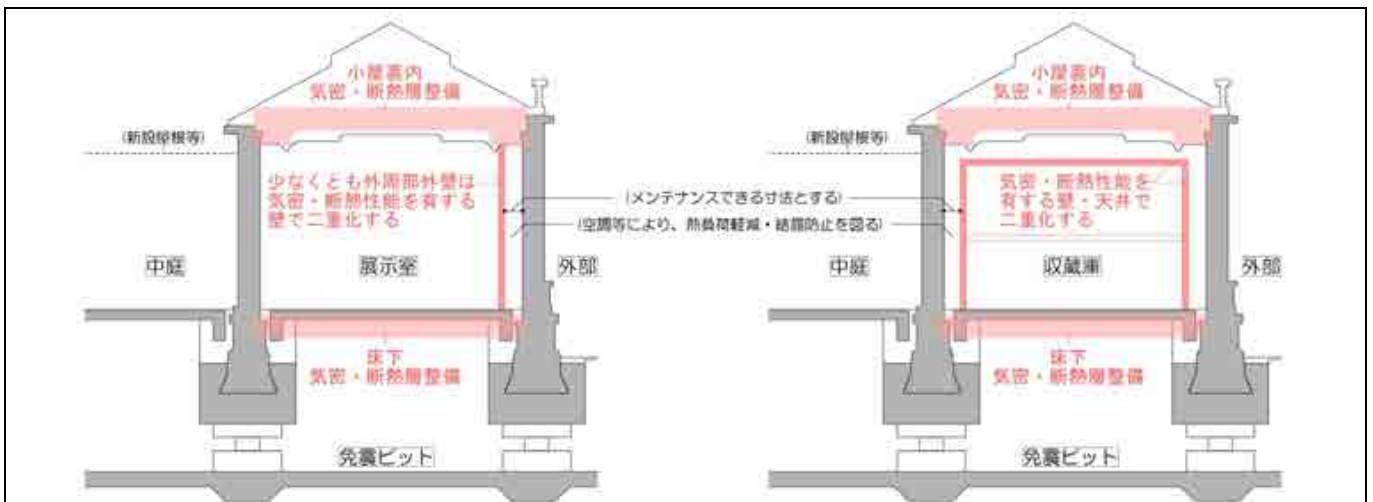 小屋裏内
気密・断熱層整備
(新設屋根等)
少なくとも外周部外壁は
気密・断熱性能を有する
壁で二重化する
中庭
展示室
外部
床下
気密・断熱層整備
免震ピット
(メンテナンスできる寸法とする)
(空調等により、熱負荷軽減・結露防止を図る)
小屋裏内
気密・断熱層整備
(新設屋根等)
気密・断熱性能を
有する壁・天井で
二重化する
中庭
収蔵庫
外部
床下
気密・断熱層整備
免震ピット